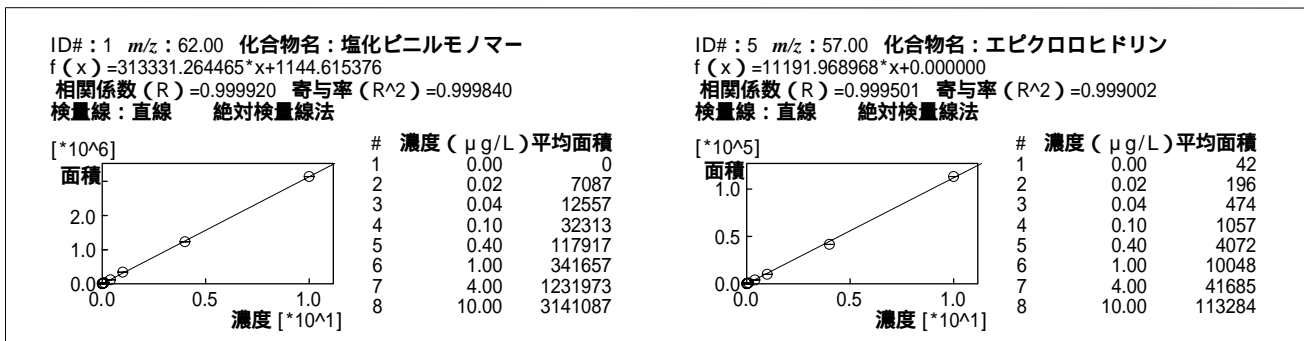 ID#：1 m/z：62.00 化合物名：塩化ビニルモノマー
f（x）=313331.264465*x+1144.615376
相関係数（R）=0.999920 寄与率（R^2）=0.999840
検量線：直線 絶対検量線法
[*10^6]
面積
2.0
1.0
0.0
0.0 0.5 1.0
濃度 [*10^1]
# 濃度（μg/L）平均面積
1 0.00 0
2 0.02 7087
3 0.04 12557
4 0.10 32313
5 0.40 117917
6 1.00 341657
7 4.00 1231973
8 10.00 3141087
ID#：5 m/z：57.00 化合物名：エピクロロヒドリン
f（x）=11191.968968*x+0.000000
相関係数（R）=0.999501 寄与率（R^2）=0.999002
検量線：直線 絶対検量線法
[*10^5]
面積
1.0
0.5
0.0
0.0 0.5 1.0
濃度 [*10^1]
# 濃度（μg/L）平均面積
1 0.00 42
2 0.02 196
3 0.04 474
4 0.10 1057
5 0.40 4072
6 1.00 10048
7 4.00 41685
8 10.00 113284